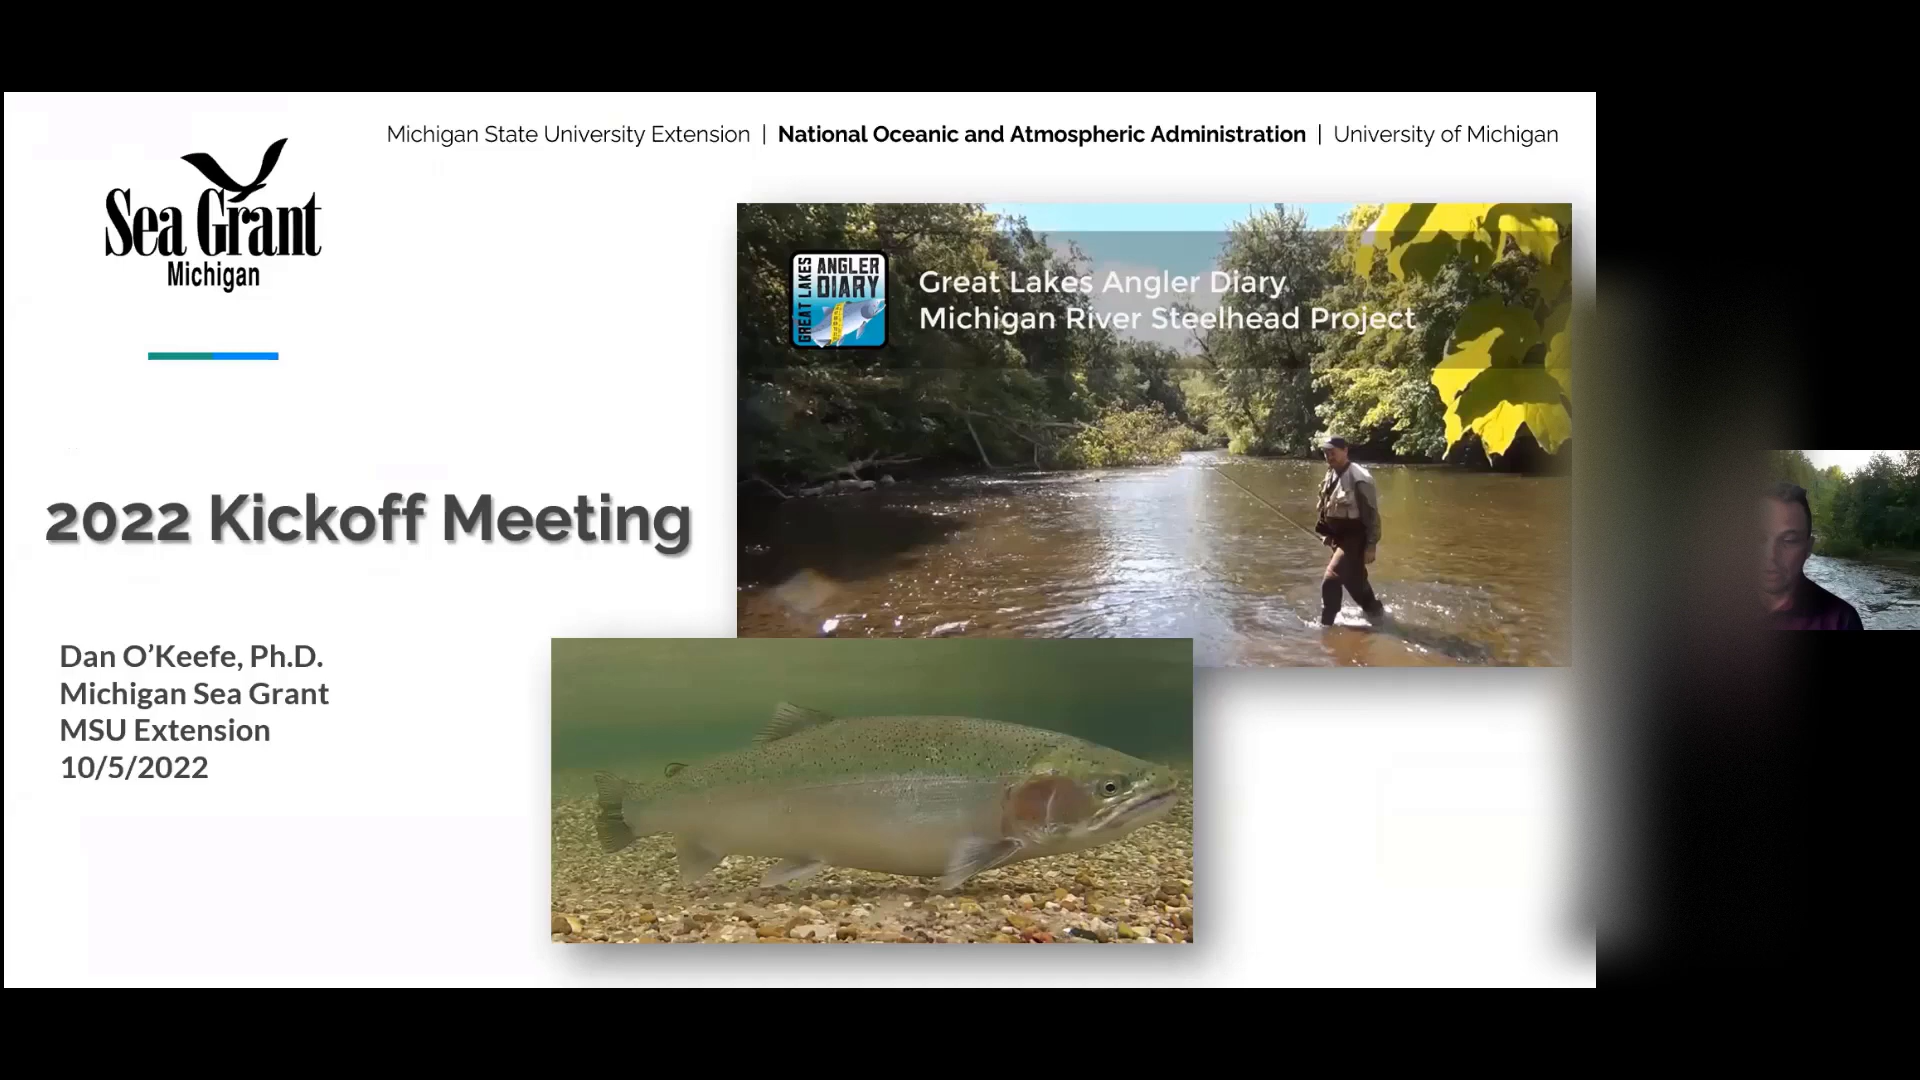 Michigan State University Extension | National Oceanic and Atmospheric Administration | University of Michigan
Sea Grant
Michigan
GREAT LAKES
ANGLER
DIARY
Great Lakes Angler Diary
Michigan River Steelhead Project
2022 Kickoff Meeting
Dan O’Keefe, Ph.D.
Michigan Sea Grant
MSU Extension
10/5/2022